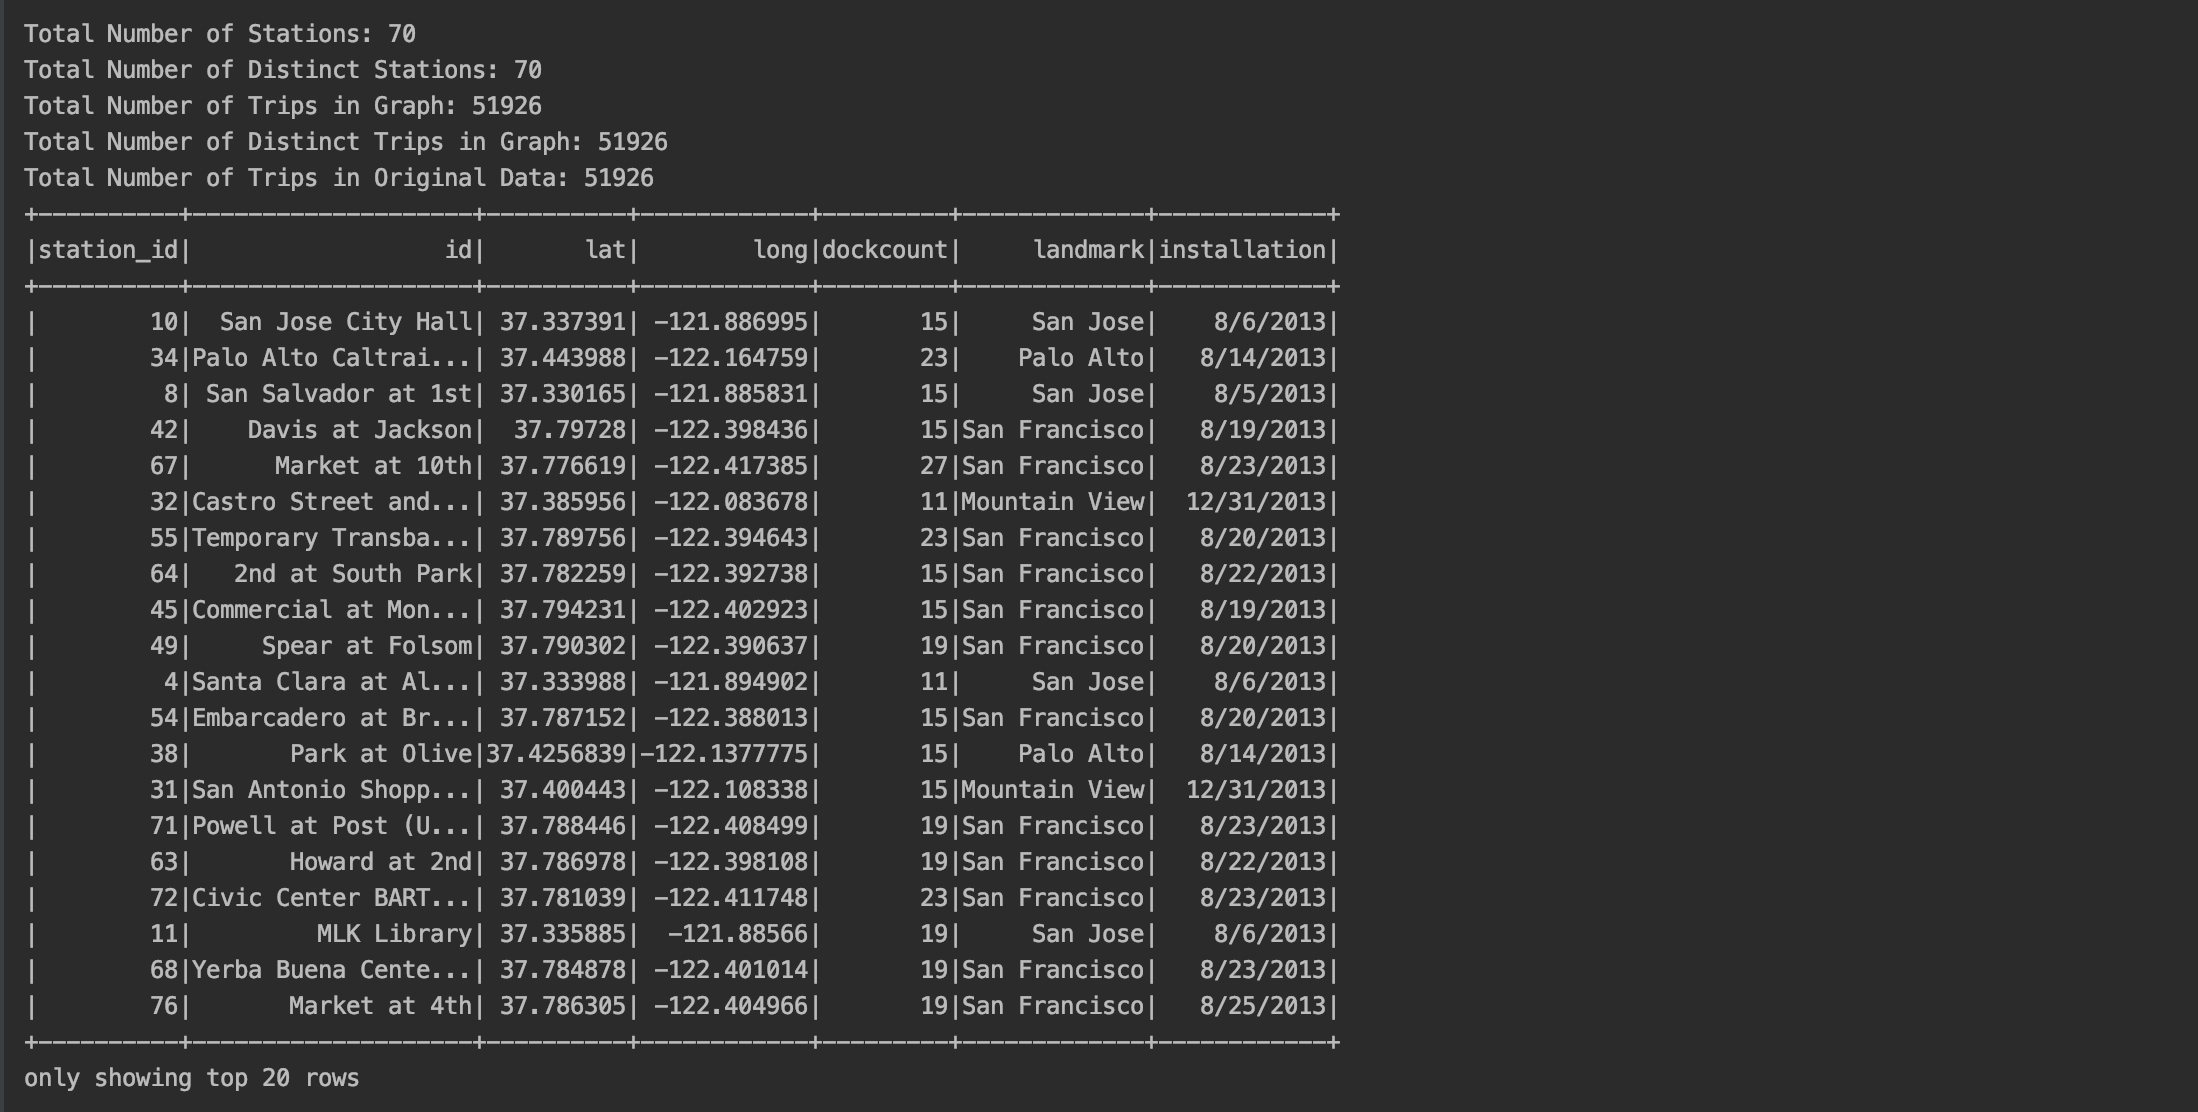 Total Number of Stations: 70
Total Number of Distinct Stations: 70
Total Number of Trips in Graph: 51926
Total Number of Distinct Trips in Graph: 51926
Total Number of Trips in Original Data: 51926
+----------+--------------------+----------+------------+---------+-------------+------------+
|station_id|                  id|       lat|        long|dockcount|     landmark|installation|
+----------+--------------------+----------+------------+---------+-------------+------------+
|        10|  San Jose City Hall| 37.337391| -121.886995|       15|     San Jose|    8/6/2013|
|        34|Palo Alto Caltrai...| 37.443988| -122.164759|       23|    Palo Alto|   8/14/2013|
|         8| San Salvador at 1st| 37.330165| -121.885831|       15|     San Jose|    8/5/2013|
|        42|    Davis at Jackson|  37.79728| -122.398436|       15|San Francisco|   8/19/2013|
|        67|      Market at 10th| 37.776619| -122.417385|       27|San Francisco|   8/23/2013|
|        32|Castro Street and...| 37.385956| -122.083678|       11|Mountain View|  12/31/2013|
|        55|Temporary Transba...| 37.789756| -122.394643|       23|San Francisco|   8/20/2013|
|        64|   2nd at South Park| 37.782259| -122.392738|       15|San Francisco|   8/22/2013|
|        45|Commercial at Mon...| 37.794231| -122.402923|       15|San Francisco|   8/19/2013|
|        49|     Spear at Folsom| 37.790302| -122.390637|       19|San Francisco|   8/20/2013|
|         4|Santa Clara at Al...| 37.333988| -121.894902|       11|     San Jose|    8/6/2013|
|        54|Embarcadero at Br...| 37.787152| -122.388013|       15|San Francisco|   8/20/2013|
|        38|       Park at Olive|37.4256839|-122.1377775|       15|    Palo Alto|   8/14/2013|
|        31|San Antonio Shopp...| 37.400443| -122.108338|       15|Mountain View|  12/31/2013|
|        71|Powell at Post (U...| 37.788446| -122.408499|       19|San Francisco|   8/23/2013|
|        63|       Howard at 2nd| 37.786978| -122.398108|       19|San Francisco|   8/22/2013|
|        72|Civic Center BART...| 37.781039| -122.411748|       23|San Francisco|   8/23/2013|
|        11|         MLK Library| 37.335885|  -121.88566|       19|     San Jose|    8/6/2013|
|        68|Yerba Buena Cente...| 37.784878| -122.401014|       19|San Francisco|   8/23/2013|
|        76|       Market at 4th| 37.786305| -122.404966|       19|San Francisco|   8/25/2013|
+----------+--------------------+----------+------------+---------+-------------+------------+
only showing top 20 rows